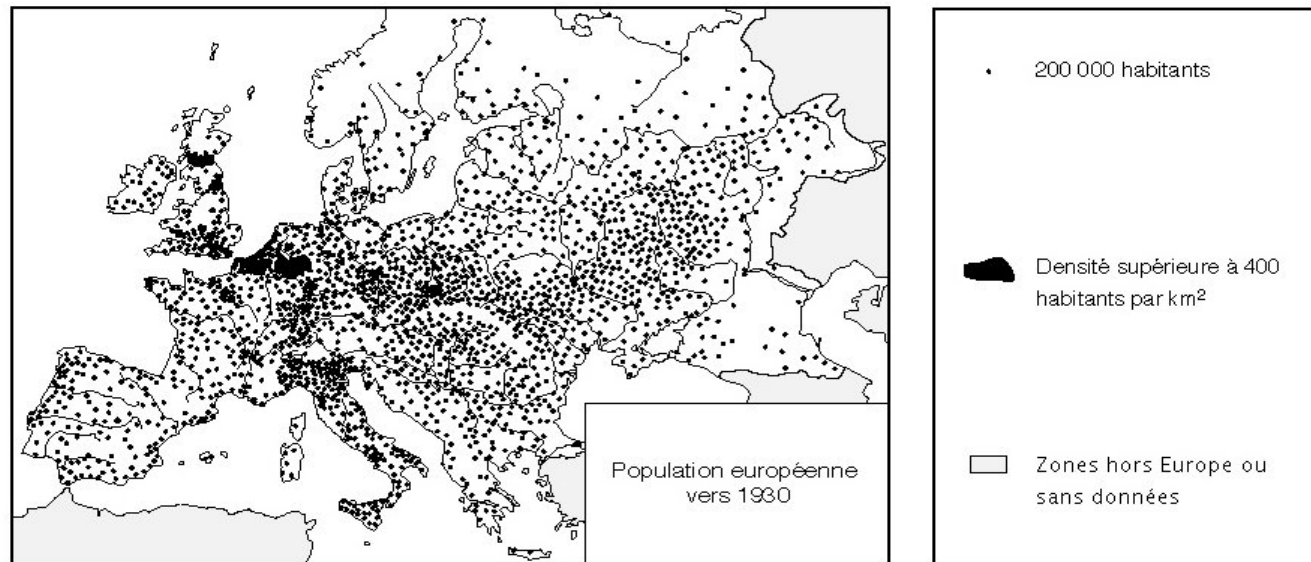 Population européenne
vers 1930
200 000 habitants
Densité supérieure à 400
habitants par km²
Zones hors Europe ou
sans données